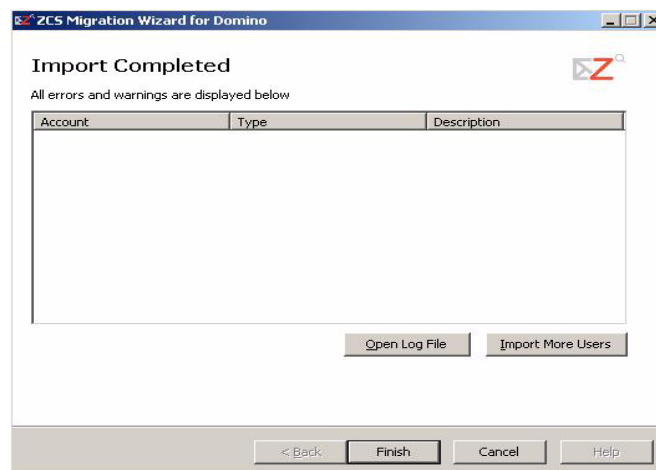 ZCS Migration Wizard for Domino
Import Completed
All errors and warnings are displayed below
Account Type Description
Open Log File Import More Users
< Back Finish Cancel Help